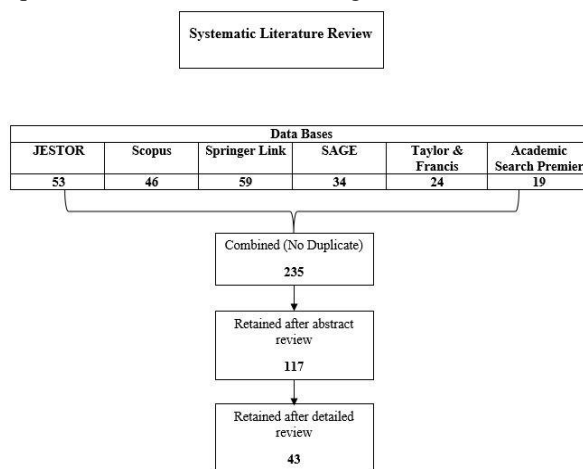 Systematic Literature Review
Data Bases
JESTOR Scopus Springer Link SAGE Taylor & Academic
Francis Search Premier
53 46 59 34 24 19
Combined (No Duplicate)
235
Retained after abstract
review
117
Retained after detailed
review
43